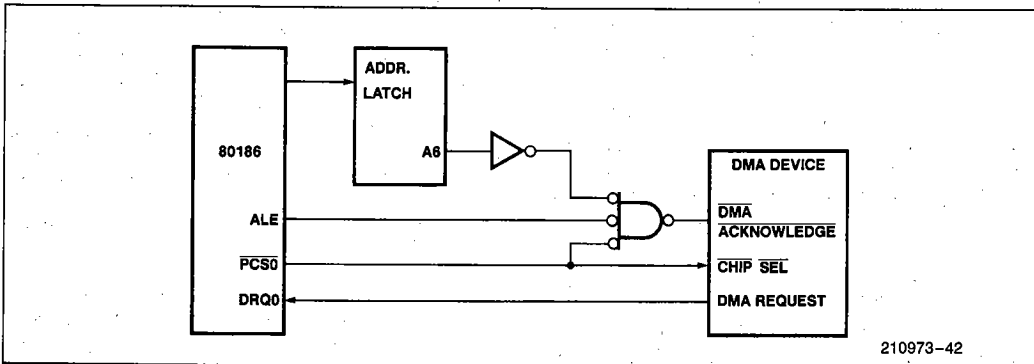 ADDR.
LATCH
80186
A6
DMA DEVICE
DMA
ACKNOWLEDGE
ALE
PCS0
CHIP SEL
DRQ0
DMA REQUEST
210973-42